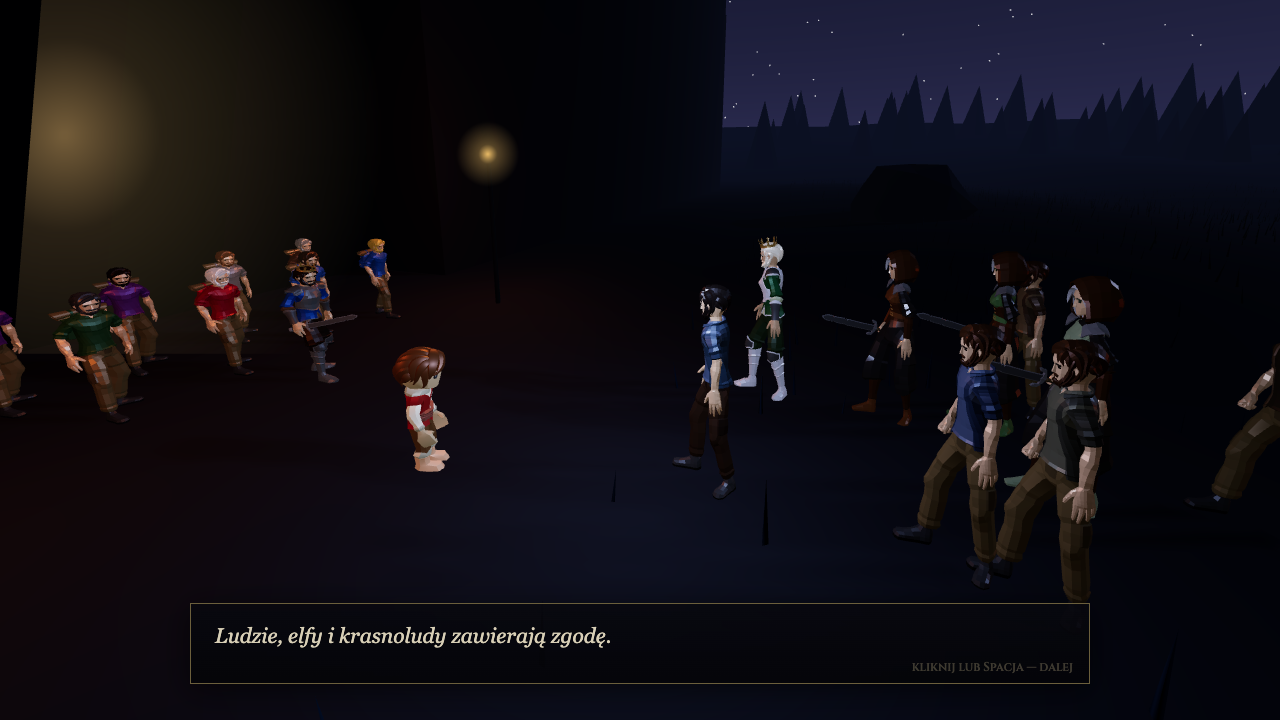 Ludzie, elfy i krasnoludy zawierają zgodę.
KLIKNIJ LUB SPACJA — DALEJ